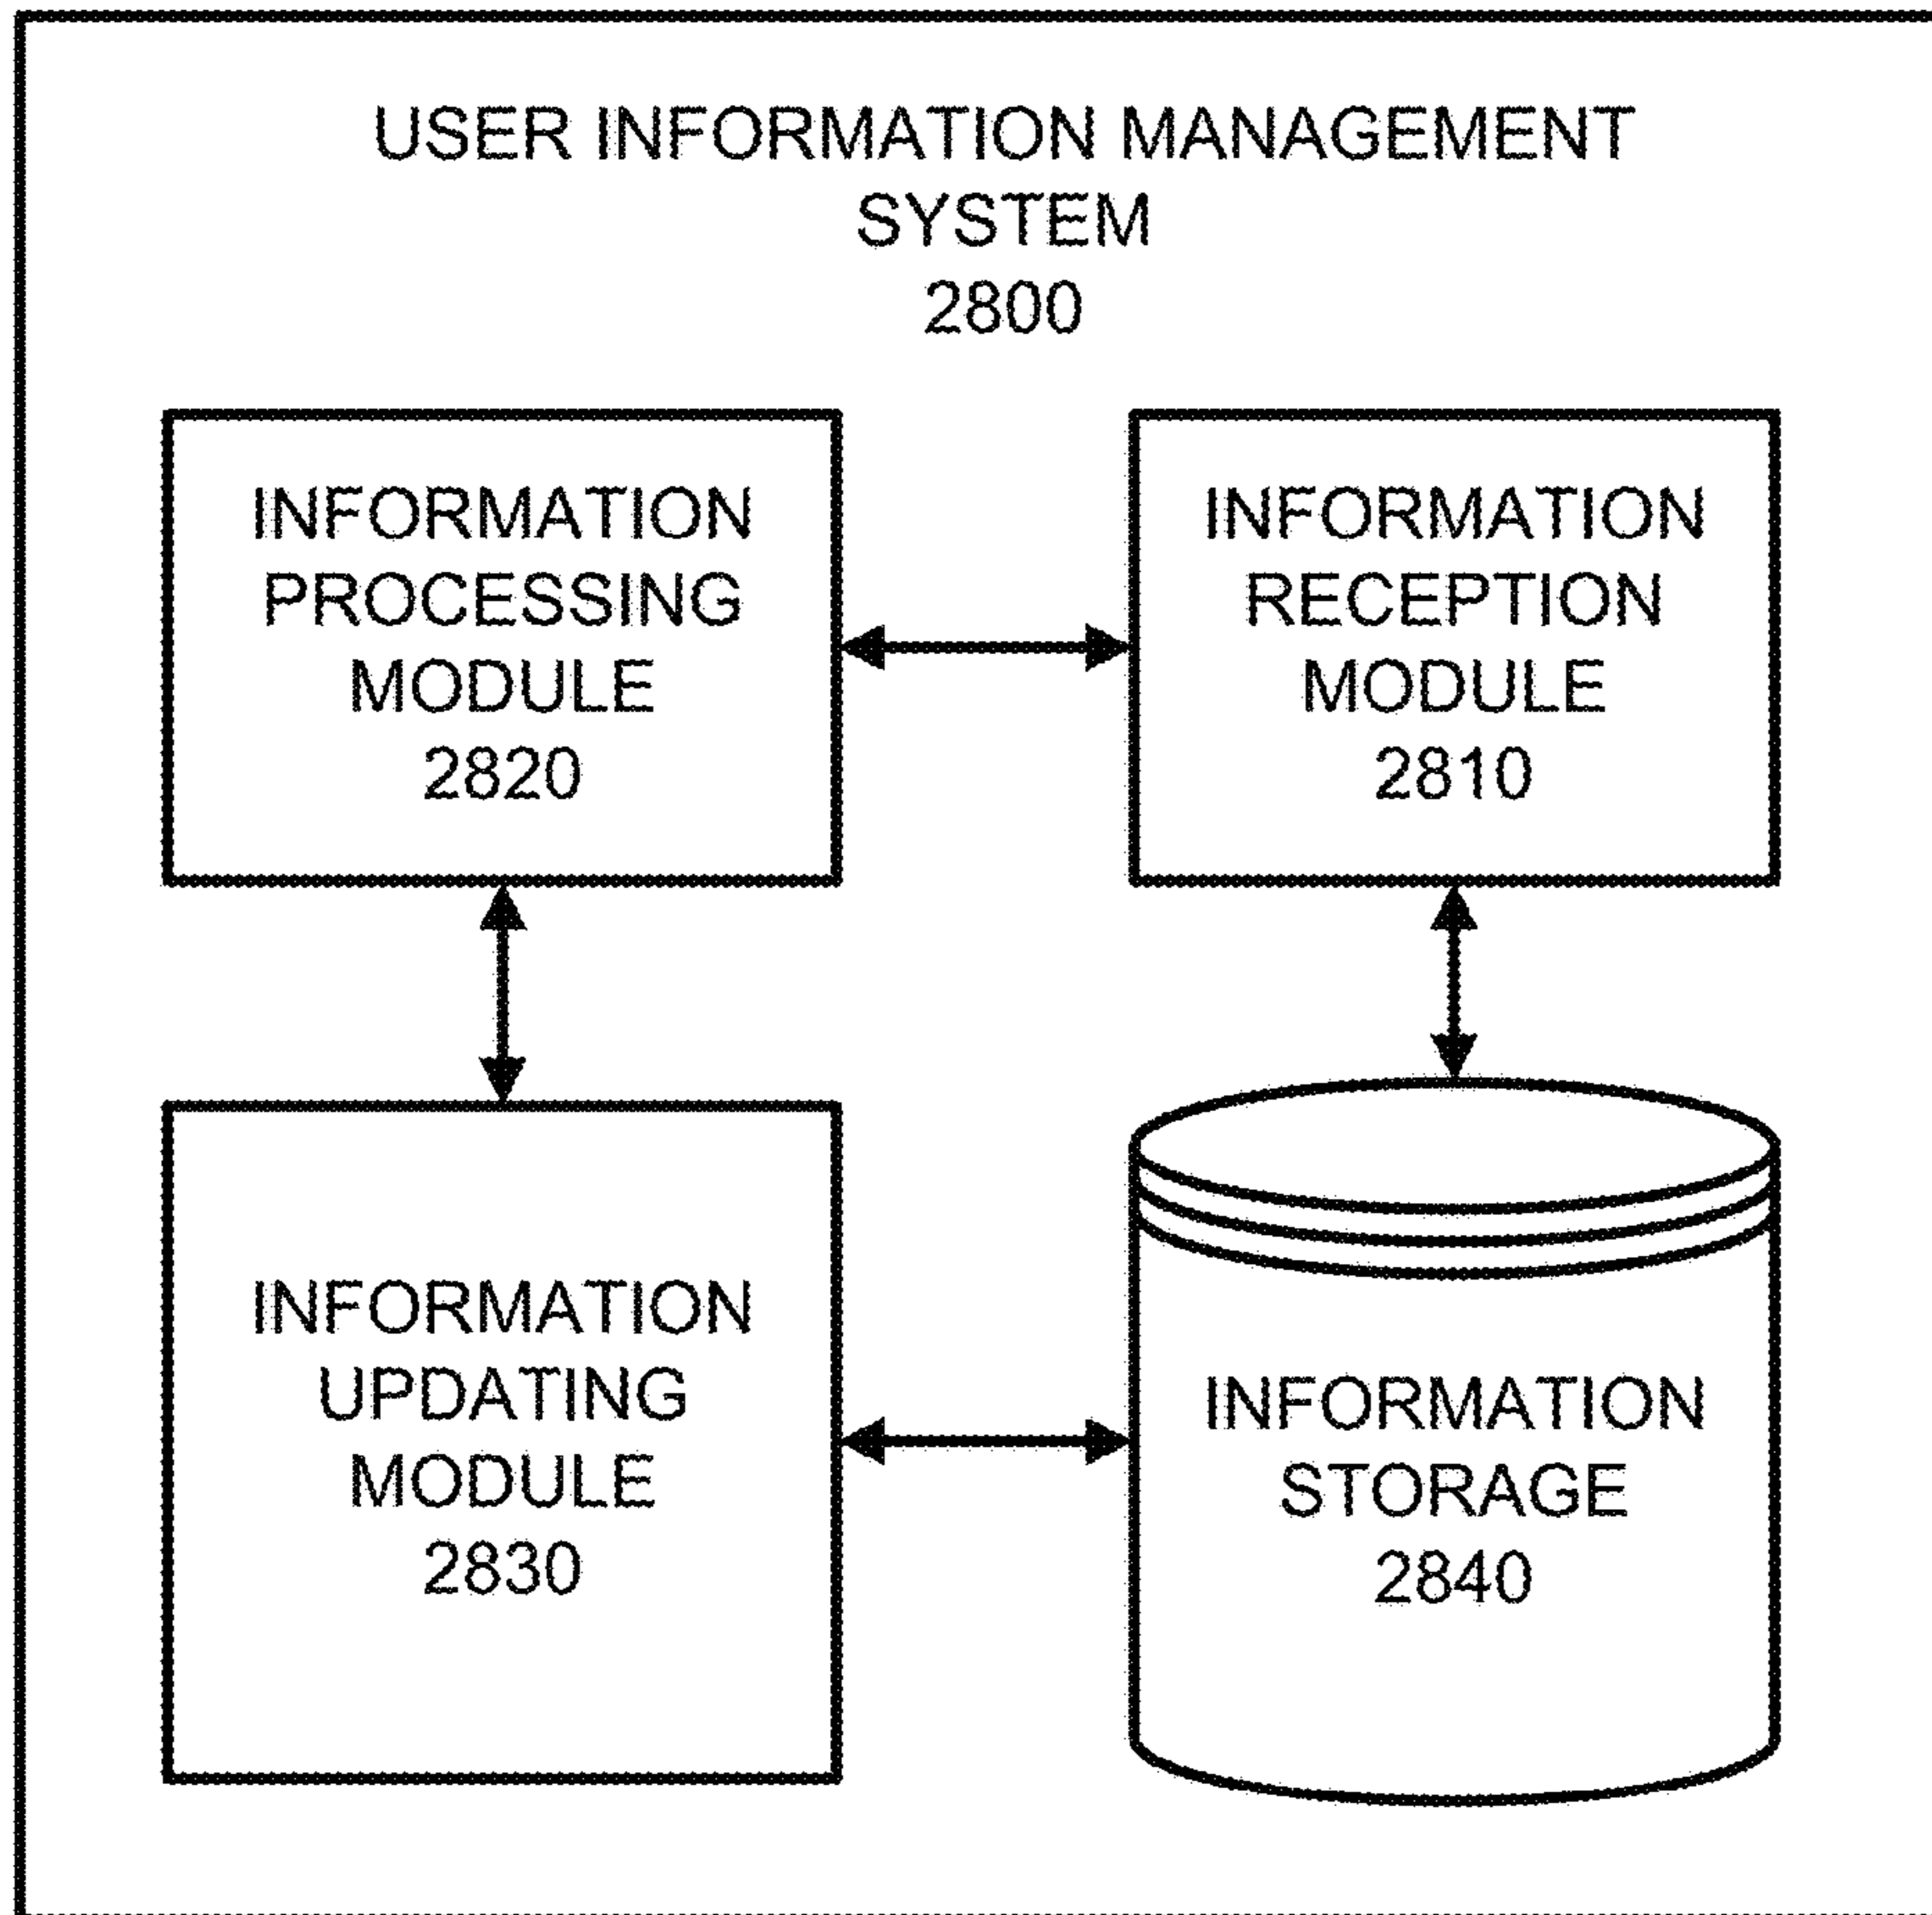 USER INFORMATION MANAGEMENT
SYSTEM
2800
INFORMATION
PROCESSING
MODULE
2820
INFORMATION
RECEPTION
MODULE
2810
INFORMATION
UPDATING
MODULE
2830
INFORMATION
STORAGE
2840